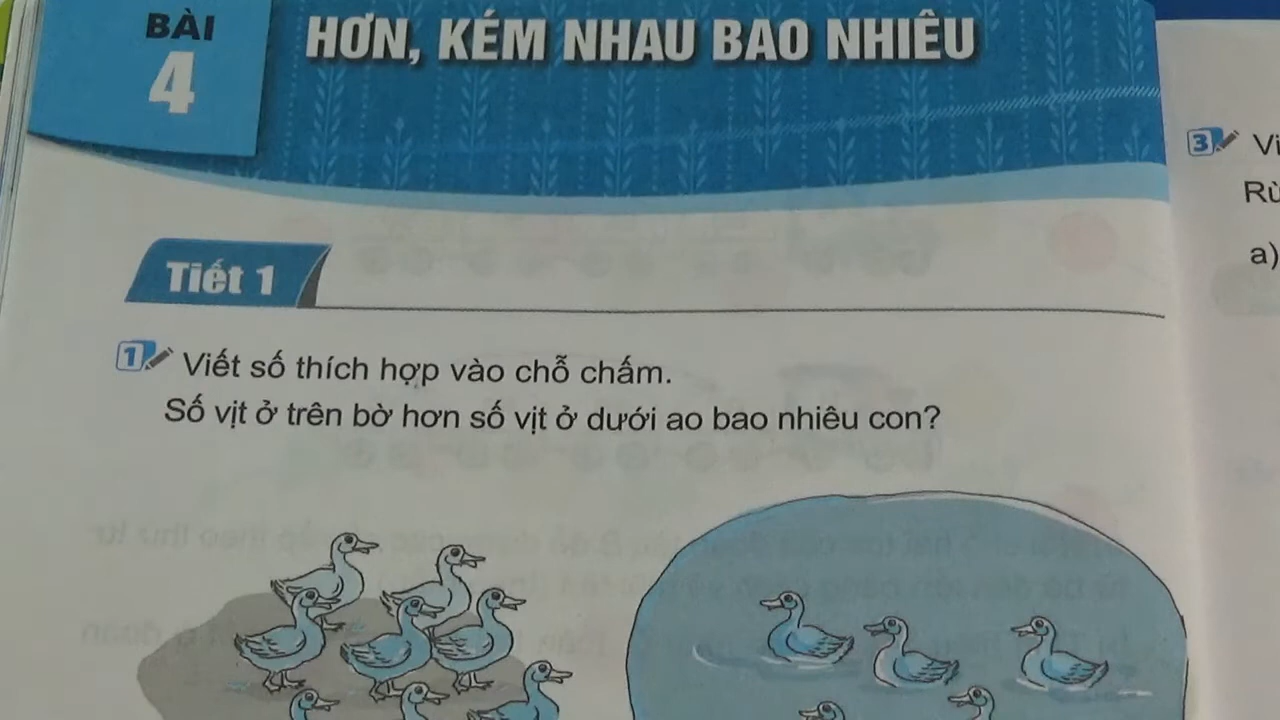 BÀI
4
HƠN, KÉM NHAU BAO NHIÊU
Tiết 1
1 Viết số thích hợp vào chỗ chấm.
Số vịt ở trên bờ hơn số vịt ở dưới ao bao nhiêu con?
3 Vi
Rù
a)